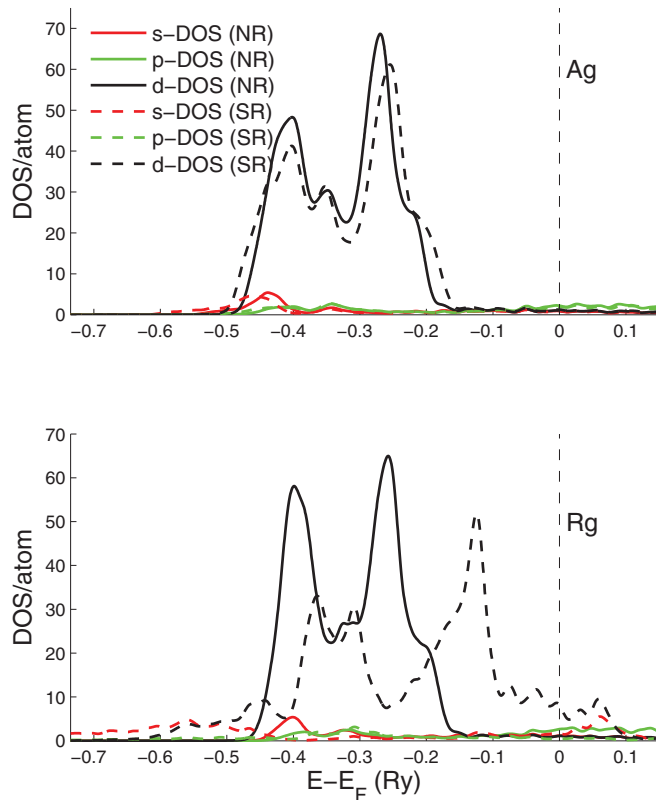 70
60
50
40
30
20
10
0
DOS/atom
s−DOS (NR)
p−DOS (NR)
d−DOS (NR)
s−DOS (SR)
p−DOS (SR)
d−DOS (SR)
Ag
−0.7 −0.6 −0.5 −0.4 −0.3 −0.2 −0.1 0 0.1
70
60
50
40
30
20
10
0
DOS/atom
Rg
−0.7 −0.6 −0.5 −0.4 −0.3 −0.2 −0.1 0 0.1
E−E_F (Ry)